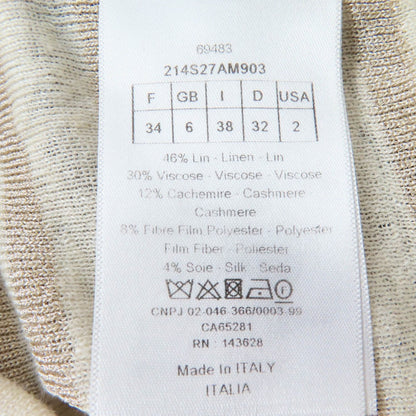 69483
214S27AM903
F GB I D USA
34 6 38 32 2
46% Lin - Linen - Lin
30% Viscose - Viscose - Viscose
12% Cachemire - Cashmere
Cashmere
8% Fibre Film Polyester - Polyester
Film Fiber - Poliester
4% Soie - Silk - Seda
CNPJ 02-046-366/0003-99
CA65281
RN : 143628
Made In ITALY
ITALIA